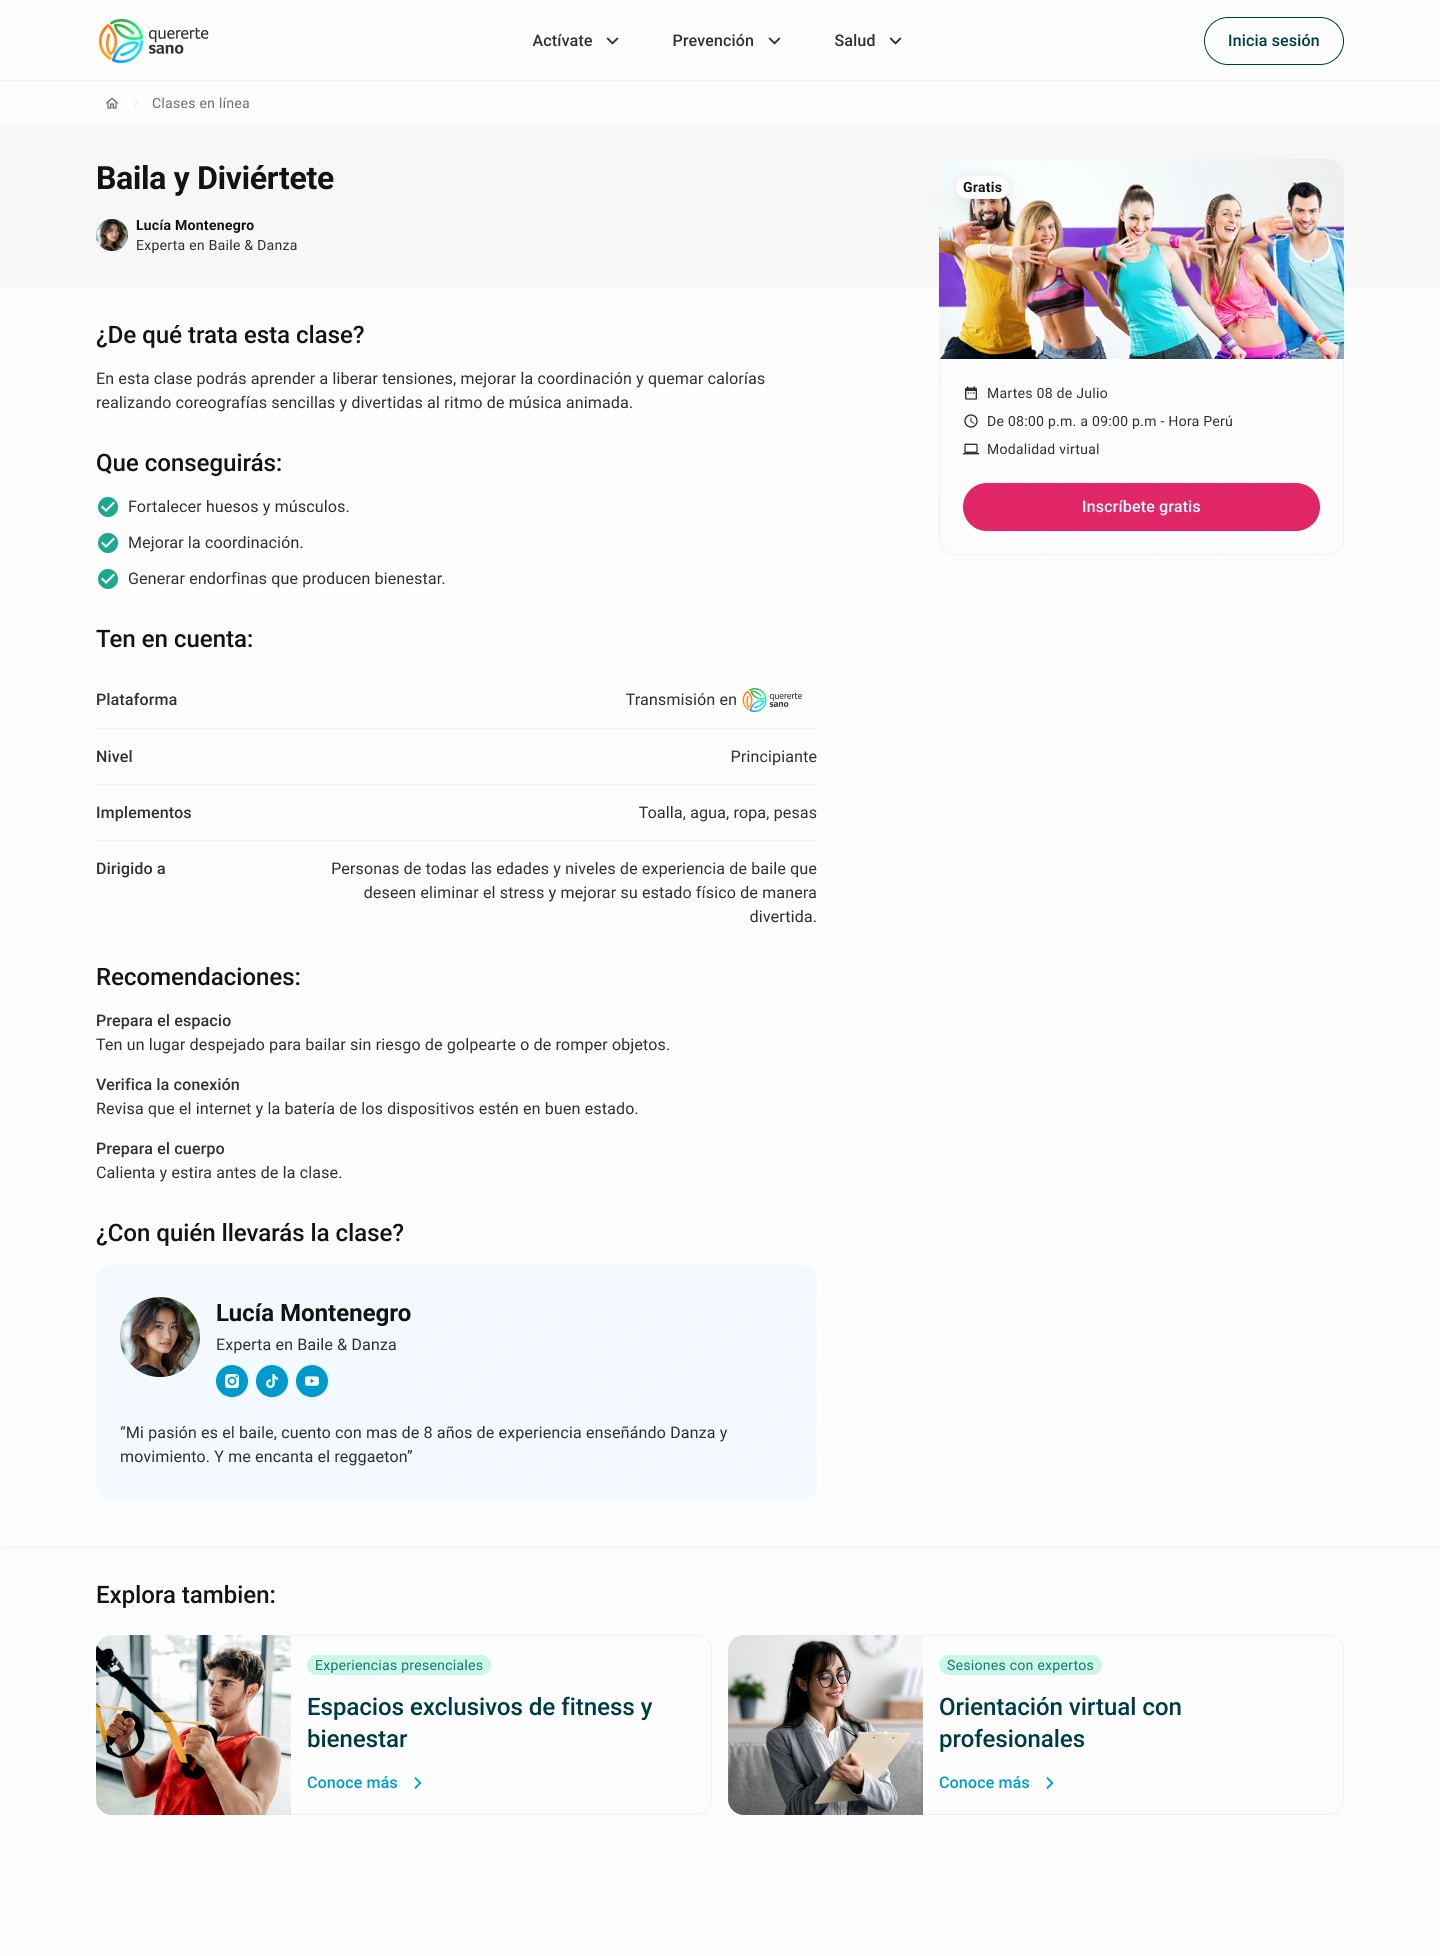 quererte
sano
Actívate
Prevención
Salud
Inicia sesión
Clases en línea
Baila y Diviértete
Lucía Montenegro
Experta en Baile & Danza
Gratis
Martes 08 de Julio
De 08:00 p.m. a 09:00 p.m - Hora Perú
Modalidad virtual
Inscríbete gratis
¿De qué trata esta clase?
En esta clase podrás aprender a liberar tensiones, mejorar la coordinación y quemar calorías
realizando coreografías sencillas y divertidas al ritmo de música animada.
Que conseguirás:
Fortalecer huesos y músculos.
Mejorar la coordinación.
Generar endorfinas que producen bienestar.
Ten en cuenta:
Plataforma
Transmisión en quererte sano
Nivel
Principiante
Implementos
Toalla, agua, ropa, pesas
Dirigido a
Personas de todas las edades y niveles de experiencia de baile que
deseen eliminar el stress y mejorar su estado físico de manera
divertida.
Recomendaciones:
Prepara el espacio
Ten un lugar despejado para bailar sin riesgo de golpearte o de romper objetos.
Verifica la conexión
Revisa que el internet y la batería de los dispositivos estén en buen estado.
Prepara el cuerpo
Calienta y estira antes de la clase.
¿Con quién llevarás la clase?
Lucía Montenegro
Experta en Baile & Danza
“Mi pasión es el baile, cuento con mas de 8 años de experiencia enseñándo Danza y
movimiento. Y me encanta el reggaeton”
Explora tambien:
Experiencias presenciales
Espacios exclusivos de fitness y
bienestar
Conoce más
Sesiones con expertos
Orientación virtual con
profesionales
Conoce más